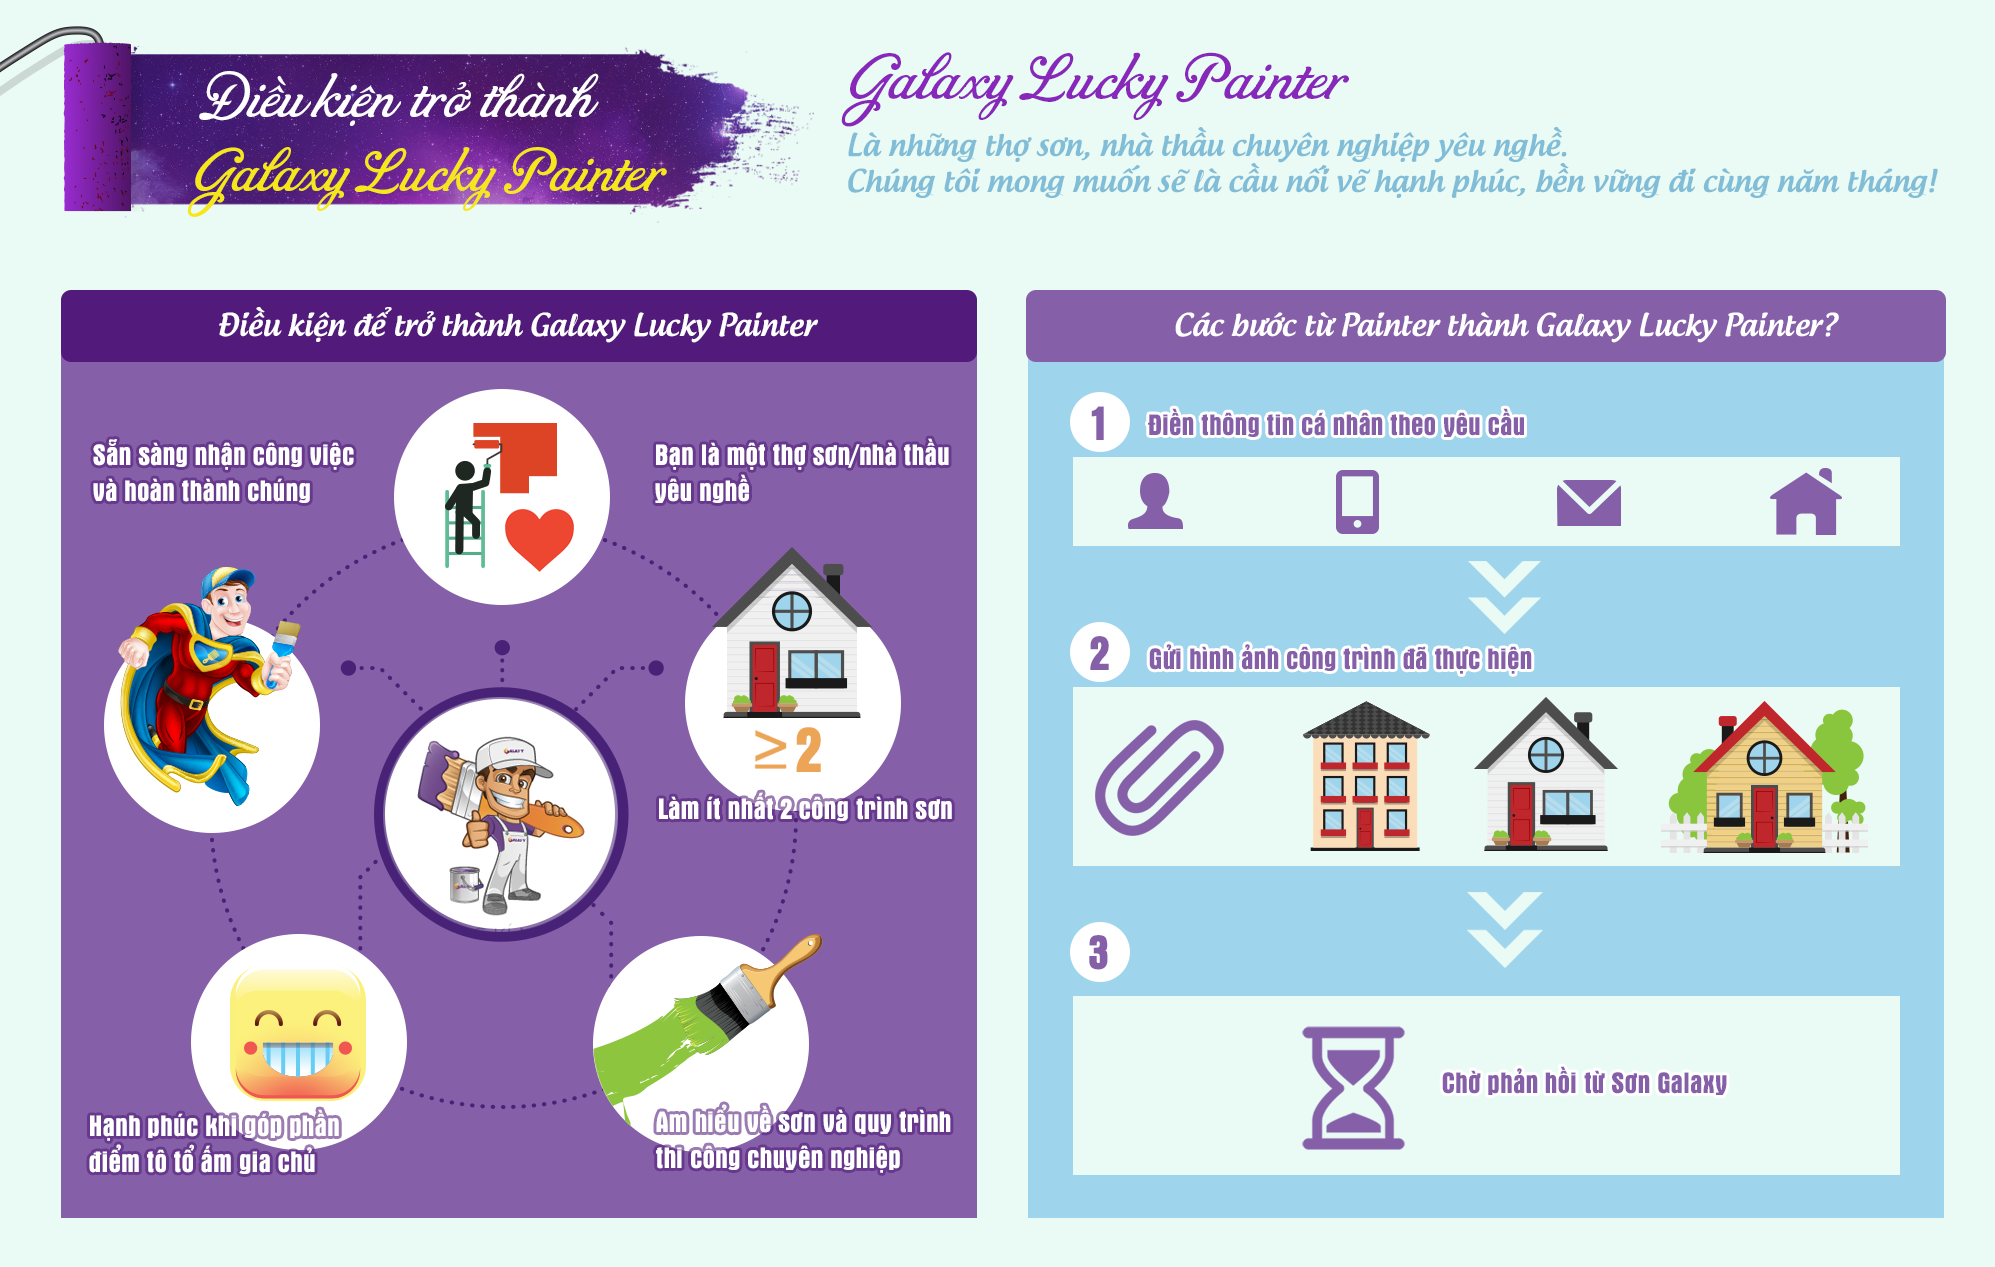 Điều kiện trở thành
Galaxy Lucky Painter
Galaxy Lucky Painter
Là những thợ sơn, nhà thầu chuyên nghiệp yêu nghề.
Chúng tôi mong muốn sẽ là cầu nối vẽ hạnh phúc, bền vững đi cùng năm tháng!
Điều kiện để trở thành Galaxy Lucky Painter
Sẵn sàng nhận công việc
và hoàn thành chúng
Bạn là một thợ sơn/nhà thầu
yêu nghề
≥2
Làm ít nhất 2 công trình sơn
Hạnh phúc khi góp phần
điểm tô tổ ấm gia chủ
Am hiểu về sơn và quy trình
thi công chuyên nghiệp
Các bước từ Painter thành Galaxy Lucky Painter?
1
Điền thông tin cá nhân theo yêu cầu
2
Gửi hình ảnh công trình đã thực hiện
3
Chờ phản hồi từ Sơn Galaxy